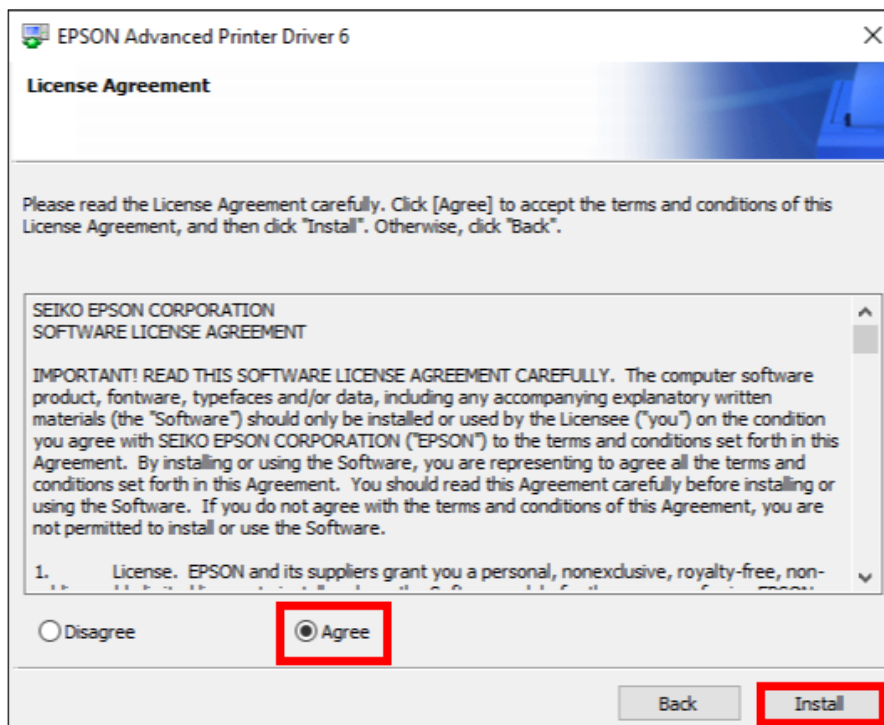 EPSON Advanced Printer Driver 6
License Agreement
Please read the License Agreement carefully. Click [Agree] to accept the terms and conditions of this
License Agreement, and then click "Install". Otherwise, click "Back".
SEIKO EPSON CORPORATION
SOFTWARE LICENSE AGREEMENT
IMPORTANT! READ THIS SOFTWARE LICENSE AGREEMENT CAREFULLY.  The computer software
product, fontware, typefaces and/or data, including any accompanying explanatory written
materials (the "Software") should only be installed or used by the Licensee ("you") on the condition
you agree with SEIKO EPSON CORPORATION ("EPSON") to the terms and conditions set forth in this
Agreement.  By installing or using the Software, you are representing to agree all the terms and
conditions set forth in this Agreement.  You should read this Agreement carefully before installing or
using the Software.  If you do not agree with the terms and conditions of this Agreement, you are
not permitted to install or use the Software.
1.	License.  EPSON and its suppliers grant you a personal, nonexclusive, royalty-free, non-
Disagree
Agree
Back
Install